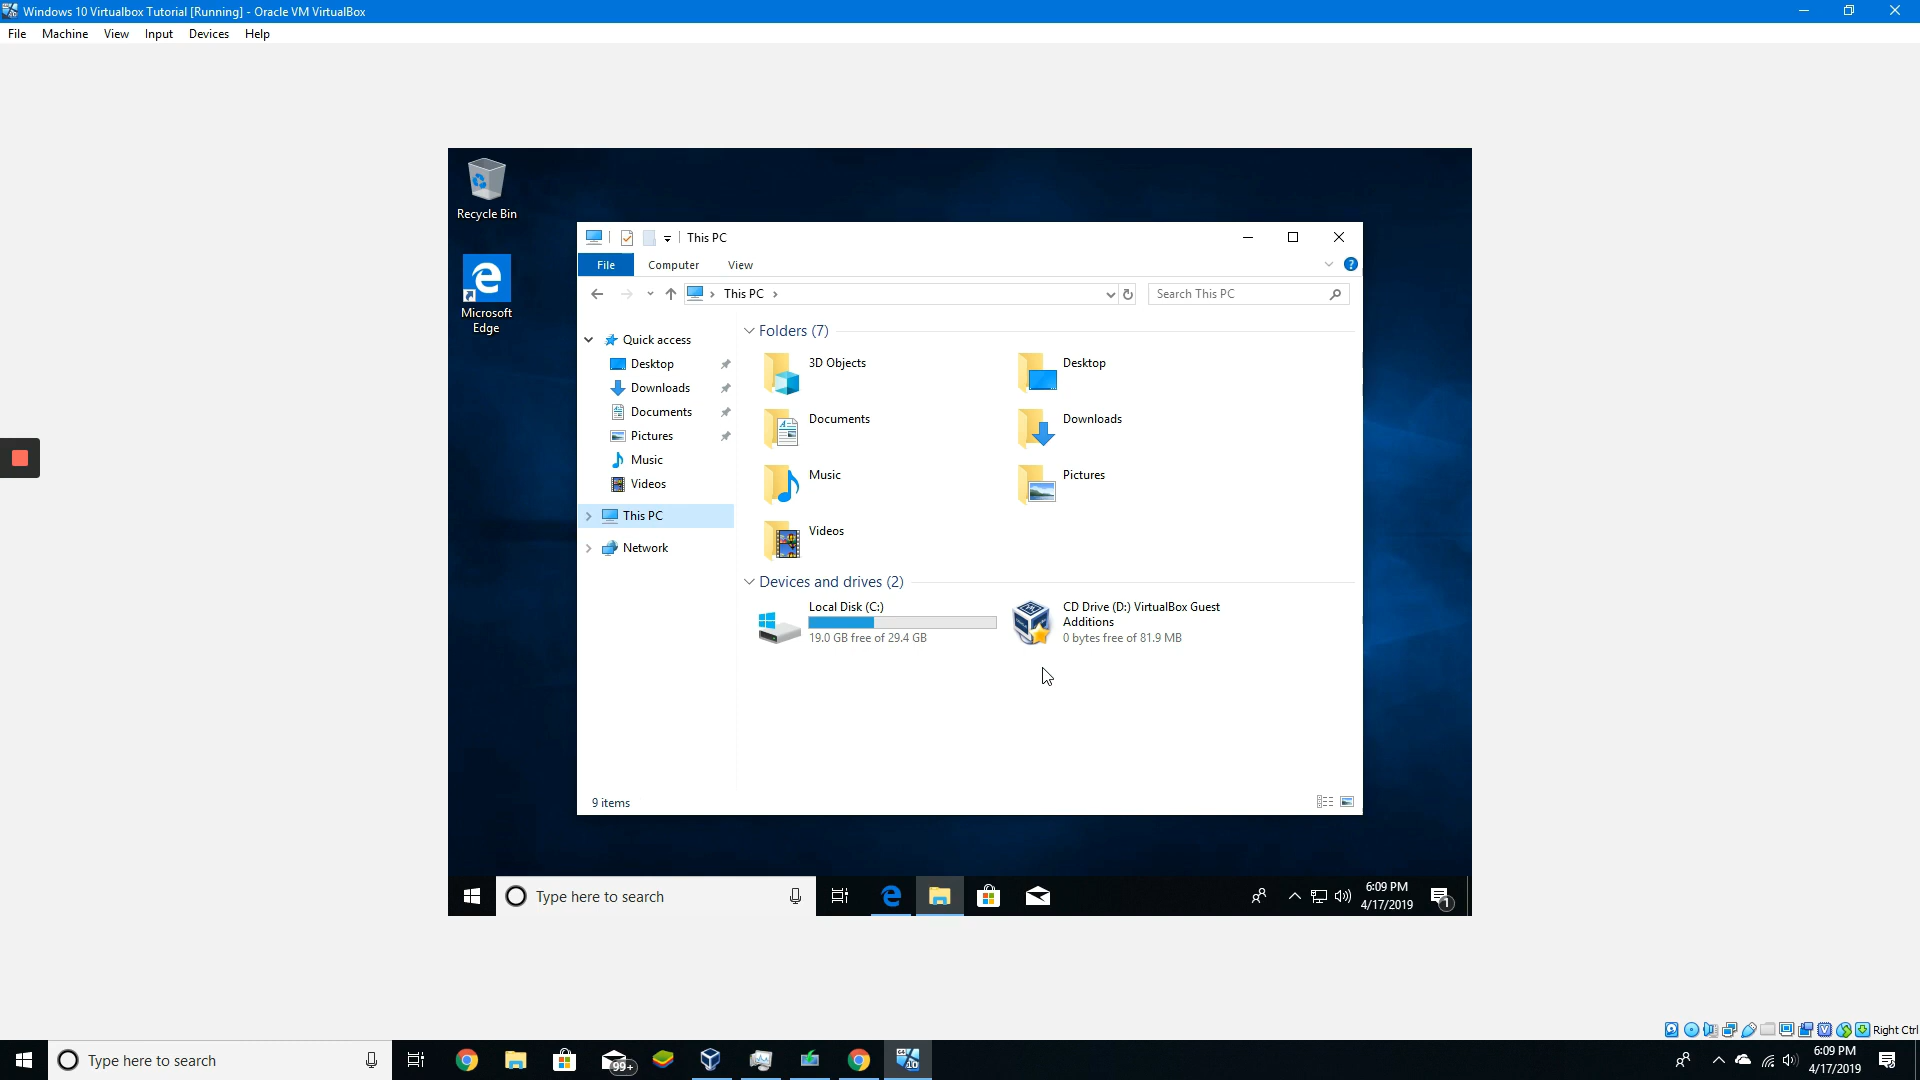 Windows 10 Virtualbox Tutorial [Running] - Oracle VM VirtualBox
File Machine View Input Devices Help
Recycle Bin
Microsoft
Edge
This PC
File Computer View
This PC
Search This PC
Quick access
Desktop
Downloads
Documents
Pictures
Music
Videos
This PC
Network
Folders (7)
3D Objects
Desktop
Documents
Downloads
Music
Pictures
Videos
Devices and drives (2)
Local Disk (C:)
19.0 GB free of 29.4 GB
CD Drive (D:) VirtualBox Guest
Additions
0 bytes free of 81.9 MB
9 items
Type here to search
6:09 PM
4/17/2019
1
Right Ctrl
Type here to search
99+
6:09 PM
4/17/2019